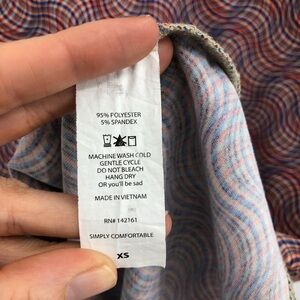 95% POLYESTER
5% SPANDEX
MACHINE WASH COLD
GENTLE CYCLE
DO NOT BLEACH
HANG DRY
OR you'll be sad
MADE IN VIETNAM
RN# 142161
SIMPLY COMFORTABLE
XS